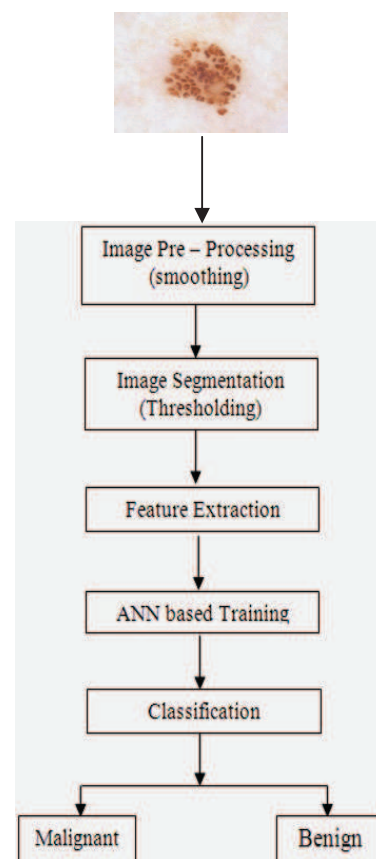 Image Pre – Processing
(smoothing)
Image Segmentation
(Thresholding)
Feature Extraction
ANN based Training
Classification
Malignant
Benign